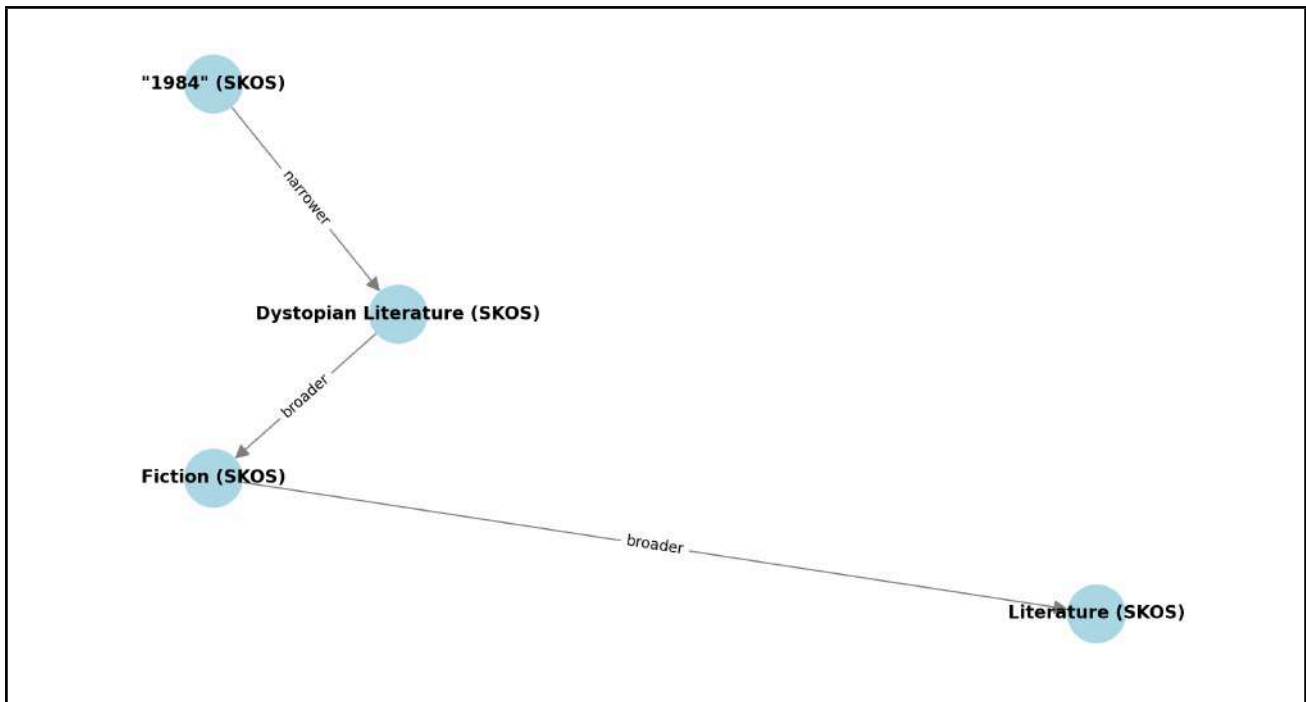 "1984" (SKOS)
narrower
Dystopian Literature (SKOS)
broader
Fiction (SKOS)
broader
Literature (SKOS)